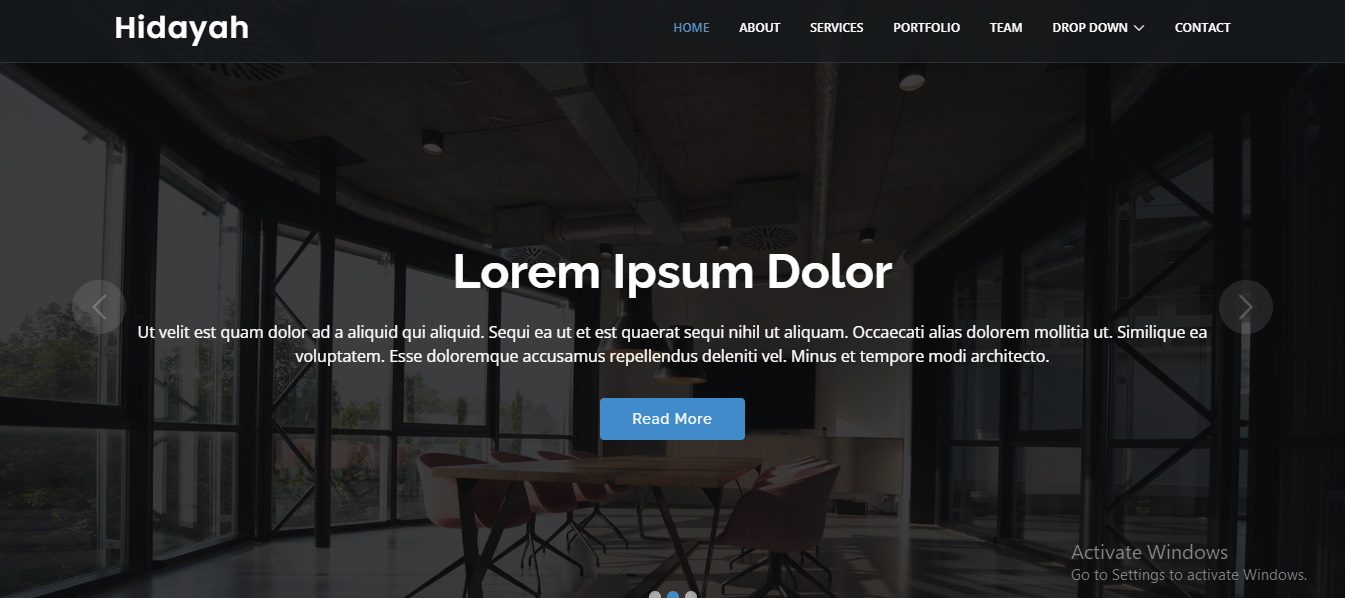 Hidayah
HOME ABOUT SERVICES PORTFOLIO TEAM DROP DOWN CONTACT
Lorem Ipsum Dolor
Ut velit est quam dolor ad a aliquid qui aliquid. Sequi ea ut et est quaerat sequi nihil ut aliquam. Occaecati alias dolorem mollitia ut. Similique ea
voluptatem. Esse doloremque accusamus repellendus deleniti vel. Minus et tempore modi architecto.
Read More
Activate Windows
Go to Settings to activate Windows.